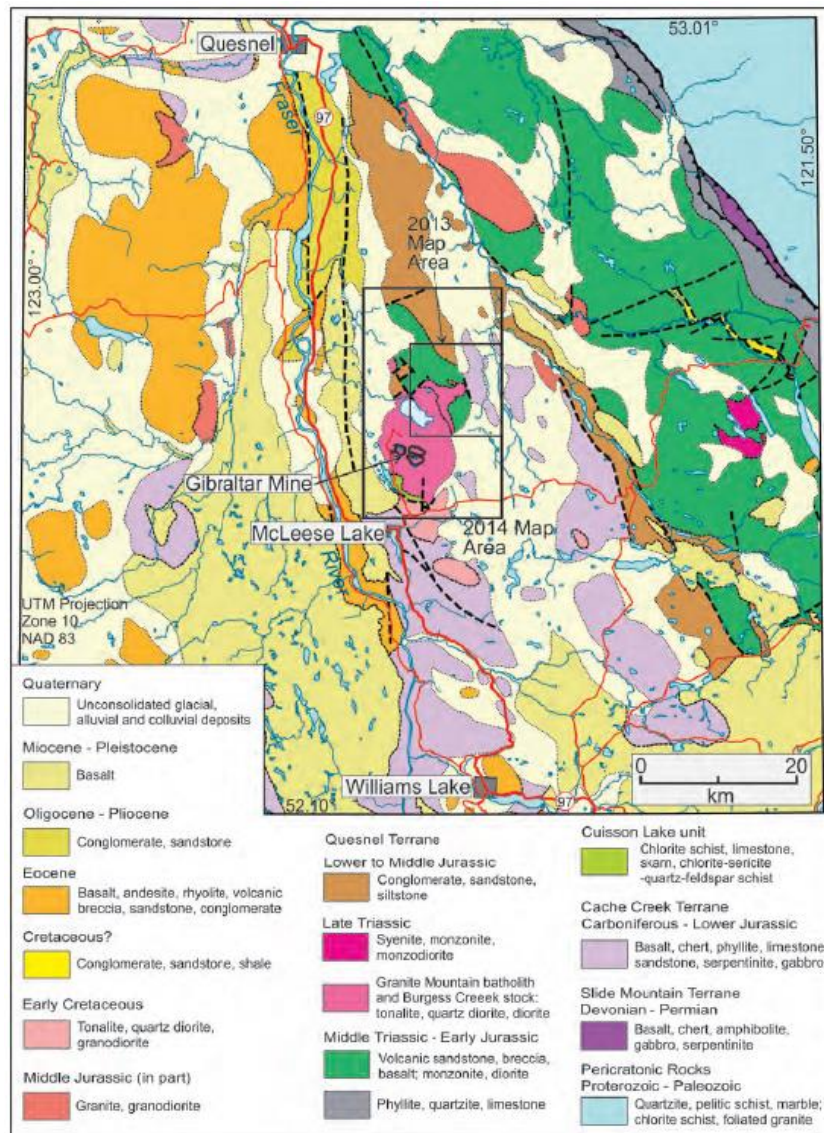 Quesnel
53.01°
Fraser
97
121.50°
2013
Map
Area
123.00°
Gibraltar Mine
McLeese Lake
2014 Map
Area
River
UTM Projection
Zone 10
NAD 83
Williams Lake
97
52.10°
0 20
km
Quaternary
Unconsolidated glacial,
alluvial and colluvial deposits
Miocene - Pleistocene
Basalt
Oligocene - Pliocene
Conglomerate, sandstone
Eocene
Basalt, andesite, rhyolite, volcanic
breccia, sandstone, conglomerate
Cretaceous?
Conglomerate, sandstore, shale
Early Cretaceous
Tonalite, quartz diorite,
granodiorite
Middle Jurassic (in part)
Granite, granodiorite
Quesnel Terrane
Lower to Middle Jurassic
Conglomerate, sandstone,
siltstone
Late Triassic
Syenite, monzonite,
monzodiorite
Granite Mountain batholith
and Burgess Creeek stock:
tonalite, quartz diorite, diorite
Middle Triassic - Early Jurassic
Volcanic sandstone, breccia,
basalt; monzonite, diorite
Phyllite, quartzite, limestone
Cuisson Lake unit
Chlorite schist, limestone,
skarn, chlorite-sericite
-quartz-feldspar schist
Cache Creek Terrane
Carboniferous - Lower Jurassic
Basalt, chert, phyllite, limestone
sandstone, serpentinite, gabbro
Slide Mountain Terrane
Devonian - Permian
Basalt, chert, amphibolite,
gabbro, serpentinite
Pericratonic Rocks
Proterozoic - Paleozoic
Quartzite, pelitic schist, marble;
chlorite schist, foliated granite